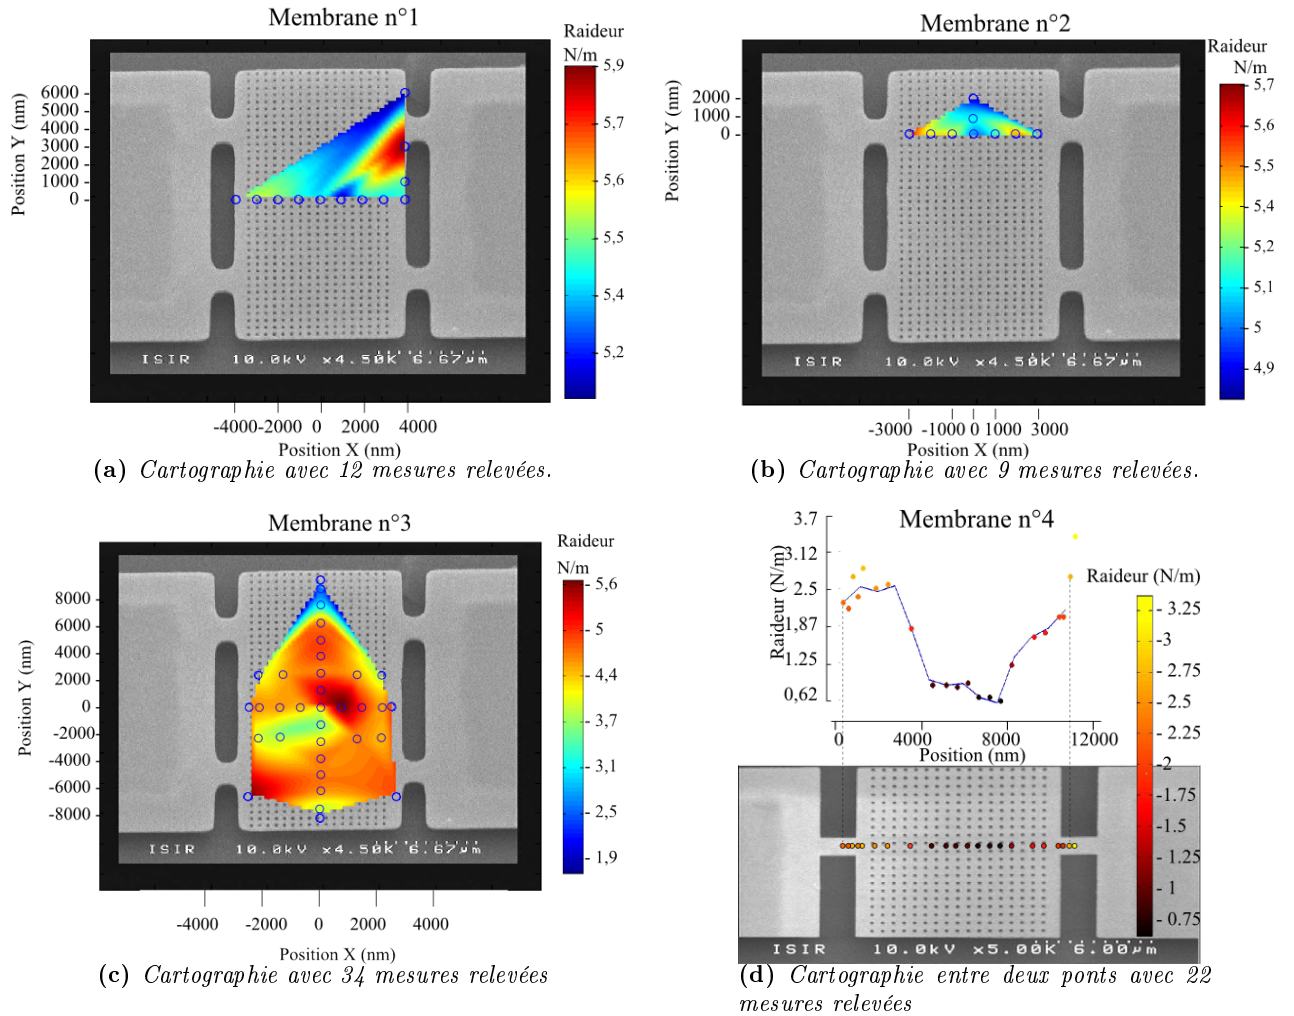 Membrane n°1
Raideur
N/m
5,9
5,7
5,6
5,5
5,4
5,2
Position Y (nm)
6000
5000
4000
3000
2000
1000
0
ISIR 10.0kV x4.50K 6.67µm
-4000 -2000 0 2000 4000
Position X (nm)
(a) Cartographie avec 12 mesures relevées.
Membrane n°2
Raideur
N/m
5,7
5,6
5,5
5,4
5,2
5,1
5
4,9
Position Y (nm)
2000
1000
0
ISIR 10.0kV x4.50K 6.67µm
-3000 -1000 0 1000 3000
Position X (nm)
(b) Cartographie avec 9 mesures relevées.
Membrane n°3
Raideur
N/m
5,6
5
4,4
3,7
3,1
2,5
1,9
Position Y (nm)
8000
6000
4000
2000
0
-2000
-4000
-6000
-8000
ISIR 10.0kV x4.50K 6.67µm
-4000 -2000 0 2000 4000
Position X (nm)
(c) Cartographie avec 34 mesures relevées
Membrane n°4
Raideur (N/m)
3.7
3.12
2.5
1,87
1,25
0,62
0 4000 8000 12000
Position (nm)
Raideur (N/m)
- 3.25
-3
- 2.75
-2.5
- 2.25
-2
- 1.75
-1.5
- 1.25
- 1
- 0.75
ISIR 10.0kV x5.00K 6.00µm
(d) Cartographie entre deux ponts avec 22
mesures relevées